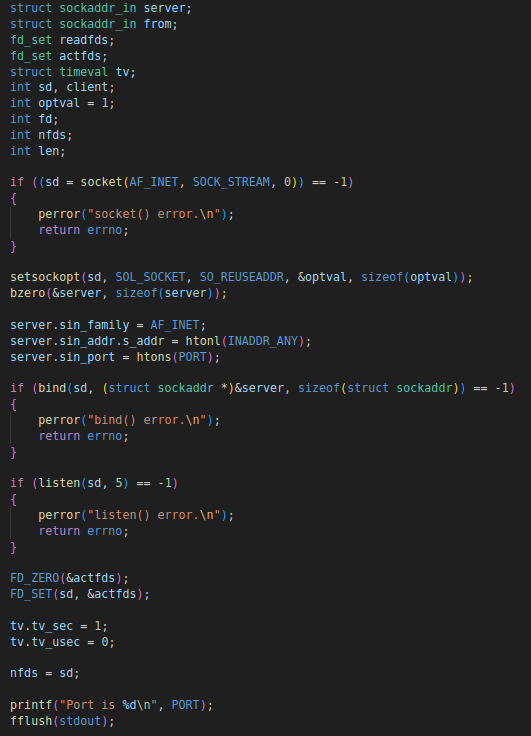 struct sockaddr_in server;
struct sockaddr_in from;
fd_set readfds;
fd_set actfds;
struct timeval tv;
int sd, client;
int optval = 1;
int fd;
int nfds;
int len;
if ((sd = socket(AF_INET, SOCK_STREAM, 0)) == -1)
{
perror("socket() error.\n");
return errno;
}
setsockopt(sd, SOL_SOCKET, SO_REUSEADDR, &optval, sizeof(optval));
bzero(&server, sizeof(server));
server.sin_family = AF_INET;
server.sin_addr.s_addr = htonl(INADDR_ANY);
server.sin_port = htons(PORT);
if (bind(sd, (struct sockaddr *)&server, sizeof(struct sockaddr)) == -1)
{
perror("bind() error.\n");
return errno;
}
if (listen(sd, 5) == -1)
{
perror("listen() error.\n");
return errno;
}
FD_ZERO(&actfds);
FD_SET(sd, &actfds);
tv.tv_sec = 1;
tv.tv_usec = 0;
nfds = sd;
printf("Port is %d\n", PORT);
fflush(stdout);